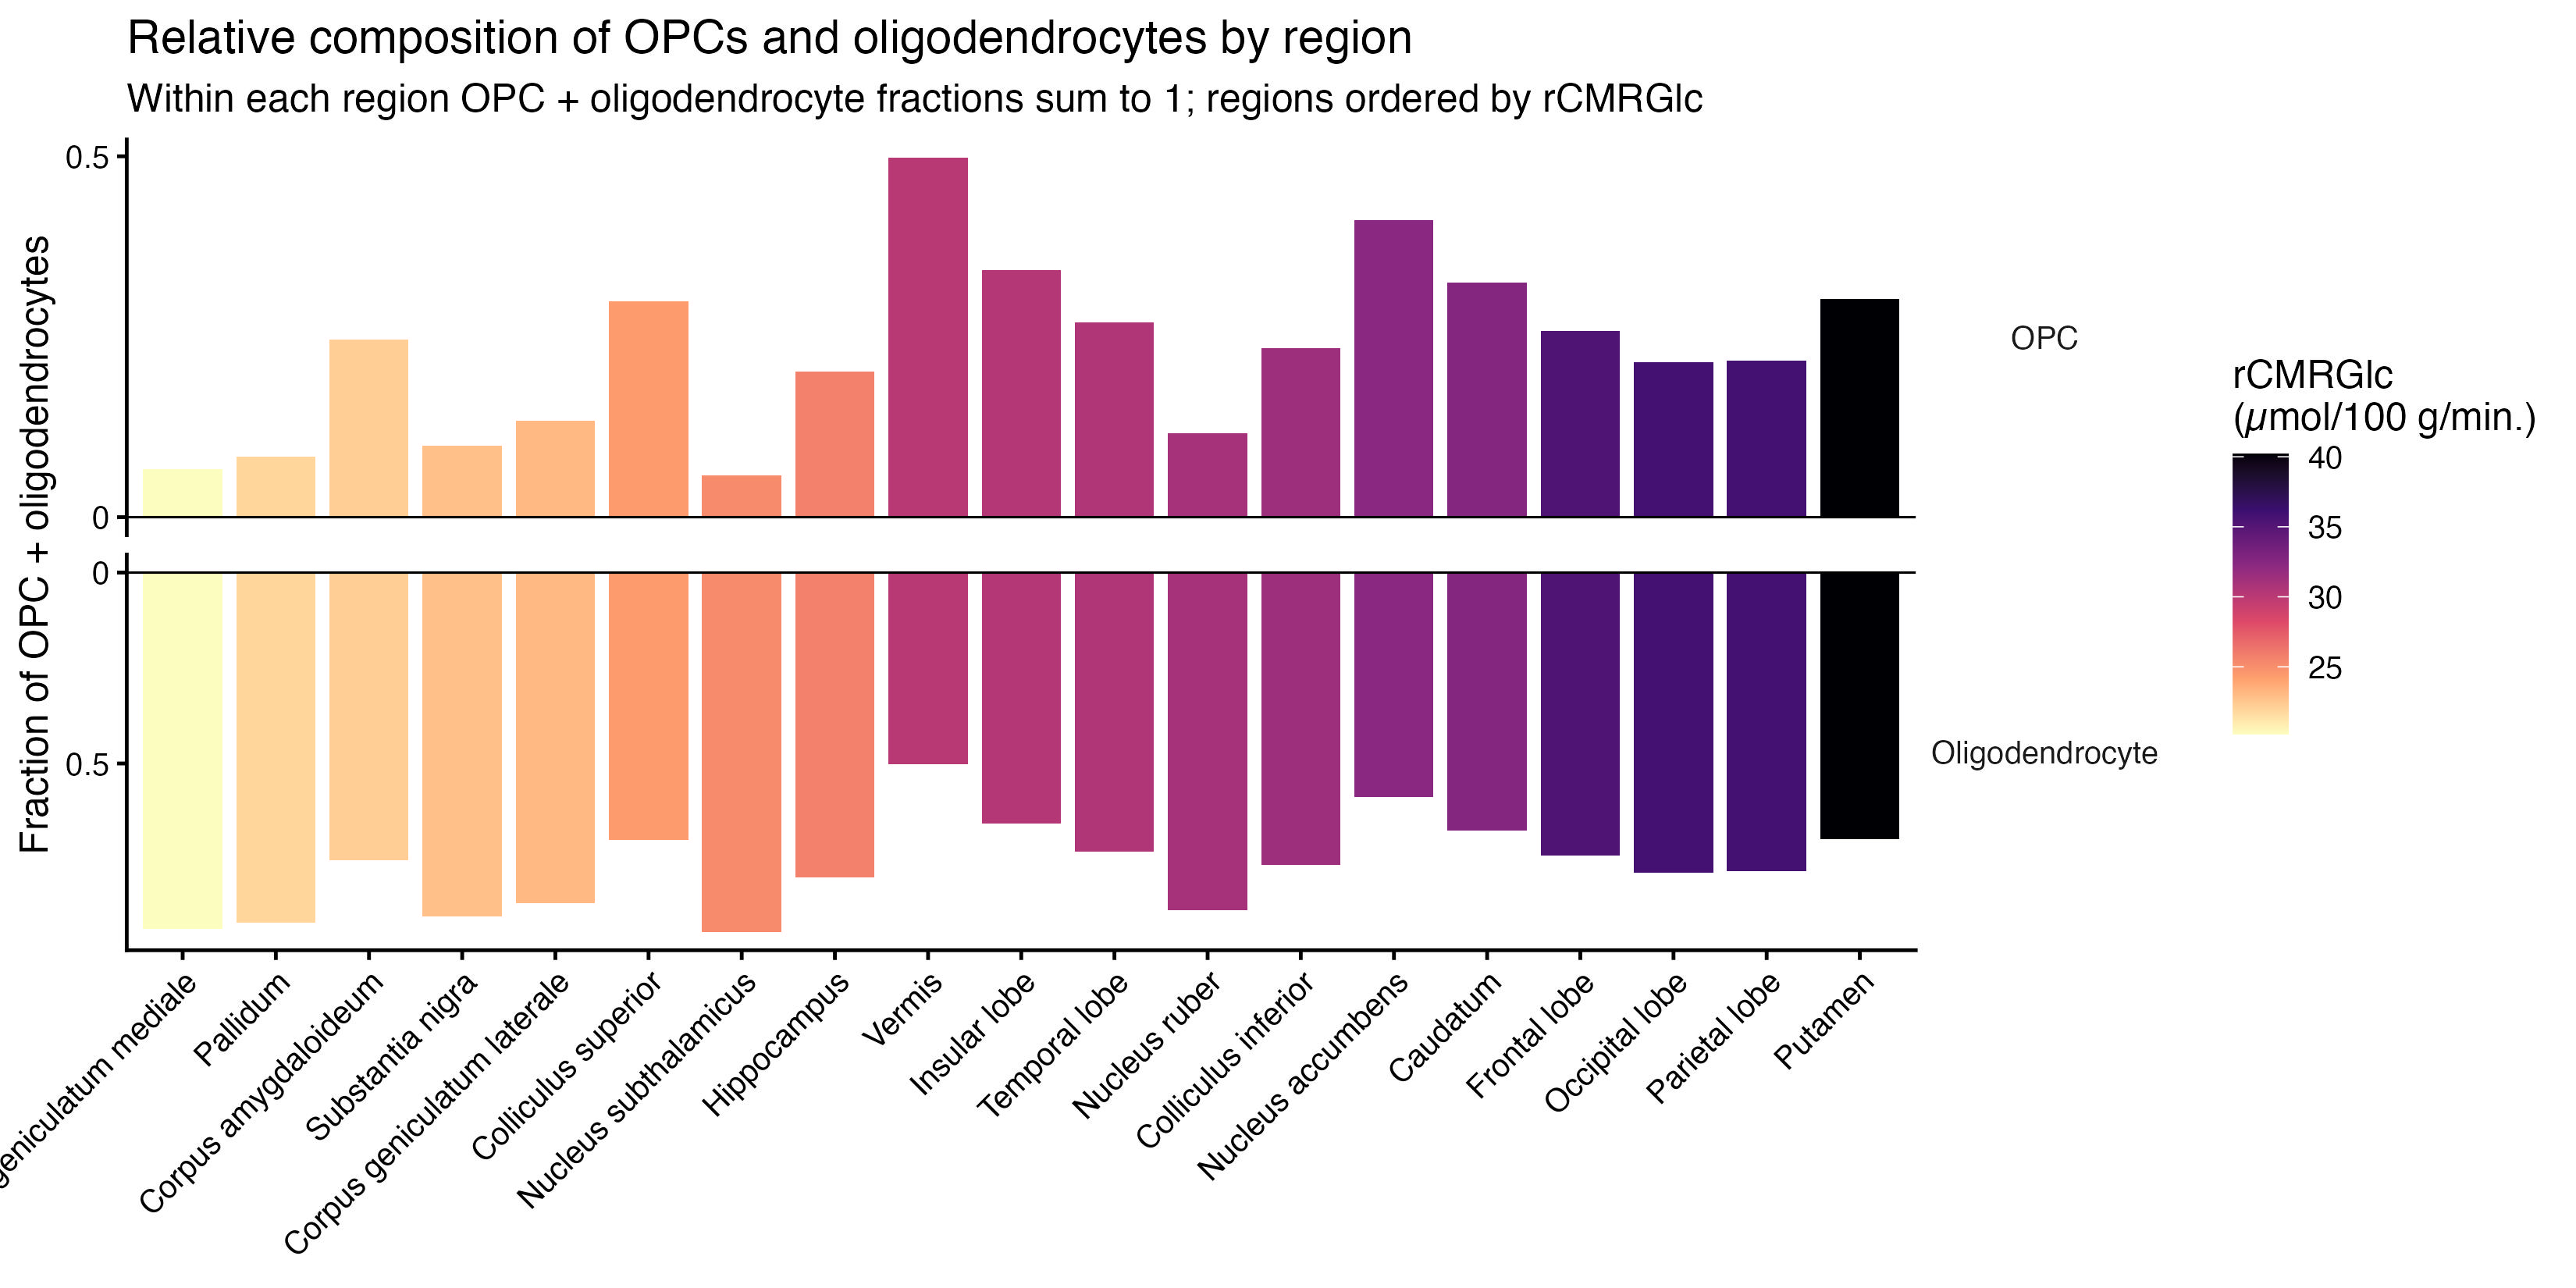 Relative composition of OPCs and oligodendrocytes by region
Within each region OPC + oligodendrocyte fractions sum to 1; regions ordered by rCMRGlc
Fraction of OPC + oligodendrocytes
0.5
0
0
0.5
OPC
Oligodendrocyte
rCMRGlc
(µmol/100 g/min.)
40
35
30
25
geniculatum mediale
Pallidum
Corpus amygdaloideum
Substantia nigra
Corpus geniculatum laterale
Colliculus superior
Nucleus subthalamicus
Hippocampus
Vermis
Insular lobe
Temporal lobe
Nucleus ruber
Colliculus inferior
Nucleus accumbens
Caudatum
Frontal lobe
Occipital lobe
Parietal lobe
Putamen